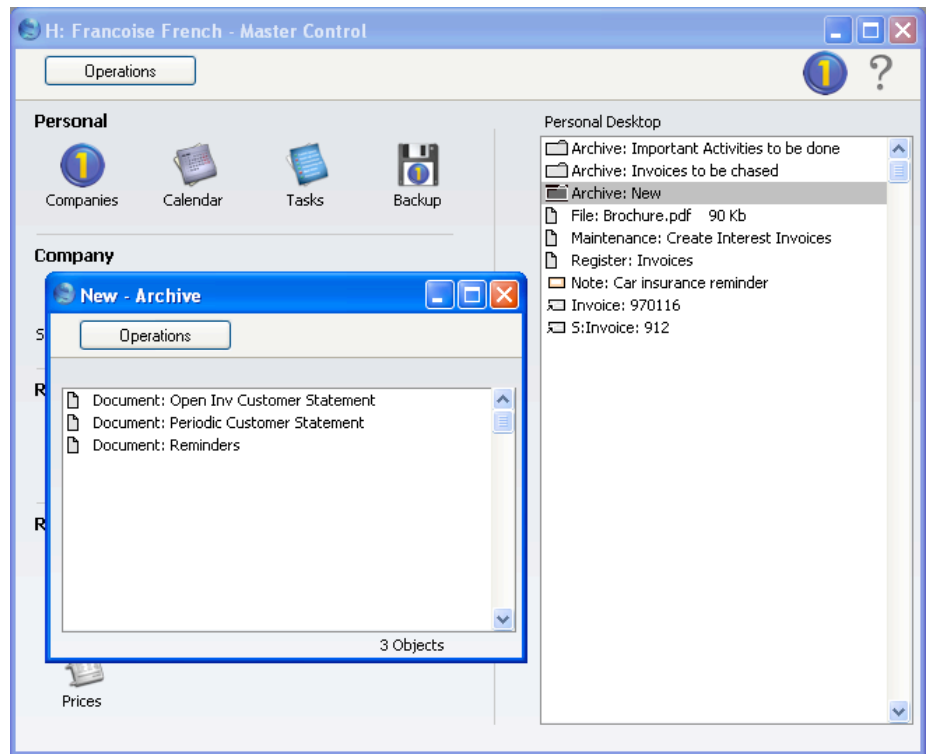 H: Francoise French - Master Control
Operations
1
?
Personal
Companies
Calendar
Tasks
Backup
Company
S
R
R
Prices
Personal Desktop
Archive: Important Activities to be done
Archive: Invoices to be chased
Archive: New
File: Brochure.pdf 90 Kb
Maintenance: Create Interest Invoices
Register: Invoices
Note: Car insurance reminder
Invoice: 970116
S:Invoice: 912
New - Archive
Operations
Document: Open Inv Customer Statement
Document: Periodic Customer Statement
Document: Reminders
3 Objects